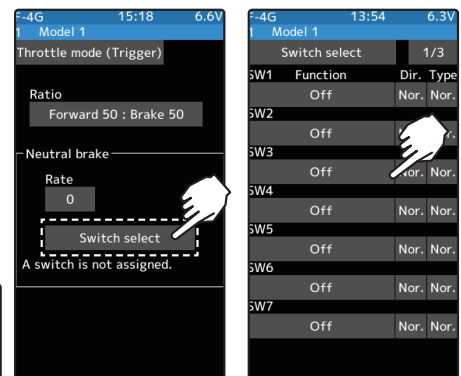 F-4G 15:18 6.6V
1 Model 1
Throttle mode (Trigger)
Ratio
Forward 50 : Brake 50
Neutral brake
Rate
0
Switch select
A switch is not assigned.
F-4G 13:54 6.3V
1 Model 1
Switch select 1/3
SW1 Function Dir. Type
Off Nor. Nor.
SW2
Off
SW3
Off Nor. Nor.
SW4
Off Nor. Nor.
SW5
Off Nor. Nor.
SW6
Off Nor. Nor.
SW7
Off Nor. Nor.